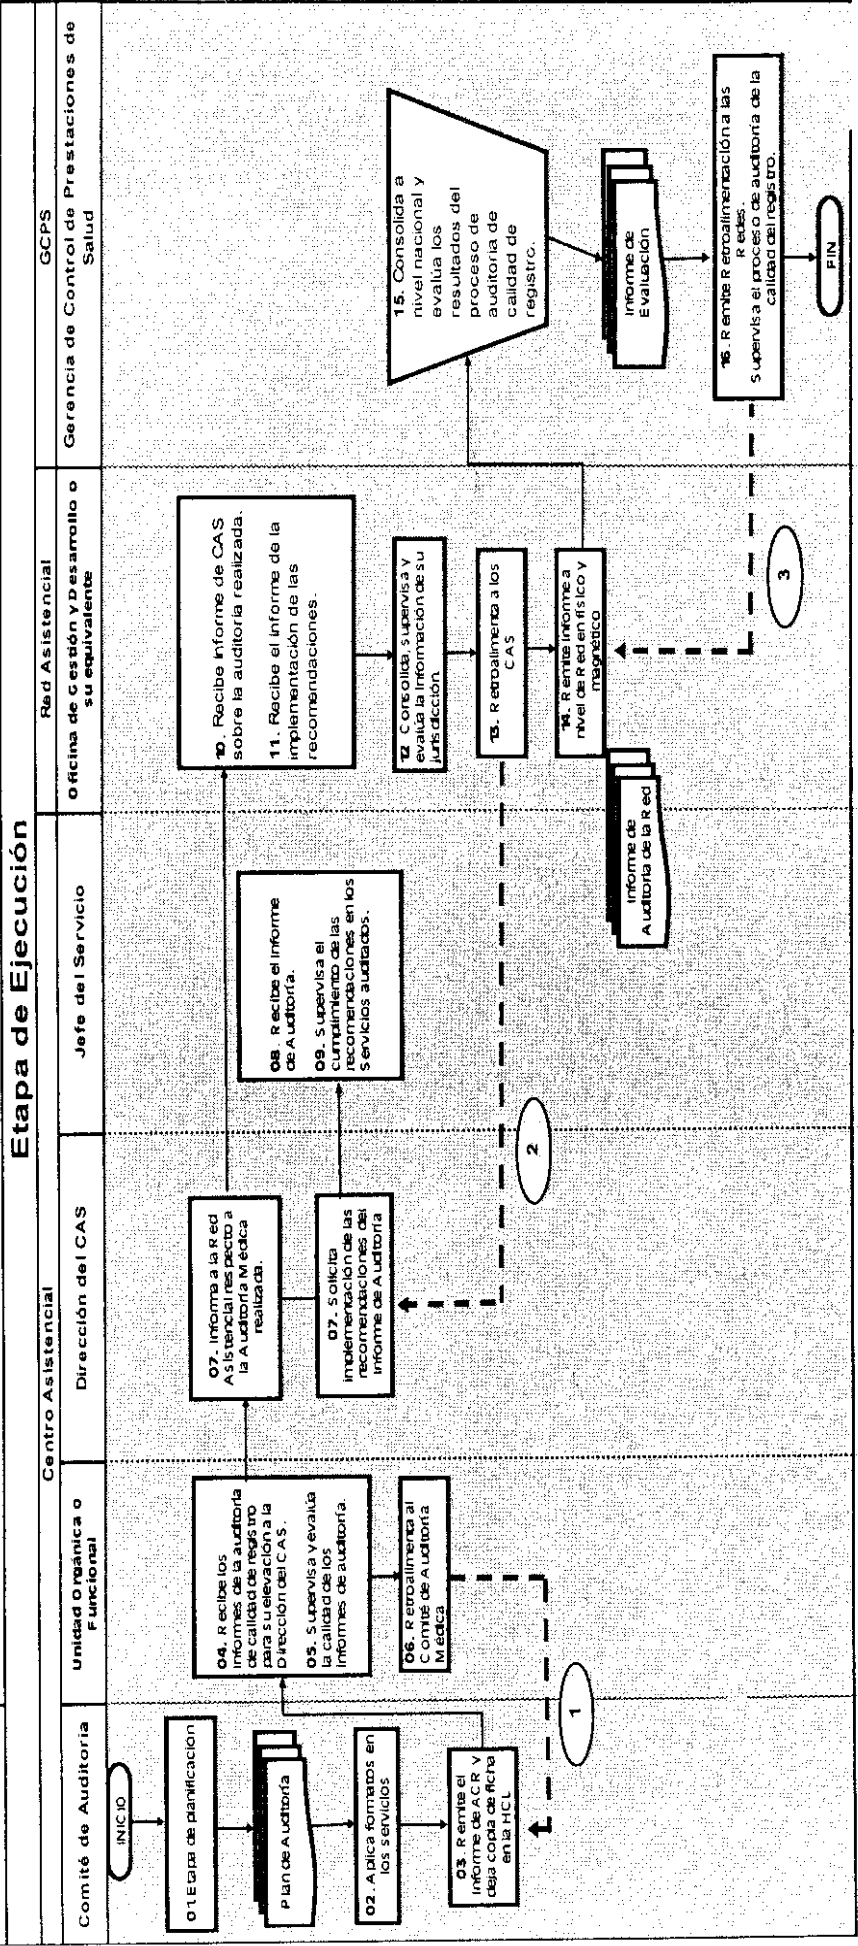 Etapa de Ejecución
Centro Asistencial
Red Asistencial
GCPS
Comité de Auditoria
Unidad Orgánica o
Funcional
Dirección del CAS
Jefe del Servicio
Oficina de Gestión y Desarrollo o
su equivalente
Gerencia de Control de Prestaciones de
Salud
INICIO
01 Etapa de planificación
Plan de Auditoría
02. Aplica formatos en
los servicios
03. Remite el
Informe de ACR y
deja copia de ficha
en la HCL
1
04. Recibe los
Informes de la auditoría
de calidad de registro
para su elevación a la
Dirección del CAS.
05. Supervisa y evalúa
la calidad de los
Informes de auditoría.
06. Retroalimenta al
Comité de Auditoría
Médica
07. Informa a la Red
Asistencial respecto a
la Auditoría Médica
realizada.
07. Solicita
implementación de las
recomendaciones del
Informe de Auditoría
2
08. Recibe el Informe
de Auditoría.
09. Supervisa el
cumplimiento de las
recomendaciones en los
Servicios auditados.
10. Recibe Informe de CAS
sobre la auditoría realizada.
11. Recibe el informe de la
implementación de las
recomendaciones.
12 Consolida, supervisa y
evalúa la Información de su
jurisdicción.
13. Retroalimenta a los
CAS
14. Remite Informe a
nivel de Red en físico y
magnético
Informe de
Auditoría de la Red
3
15. Consolida a
nivel nacional y
evalúa los
resultados del
proceso de
auditoria de
calidad de
registro.
Informe de
Evaluación
16. Remite Retroalimentación a las
Redes.
Supervisa el proceso de auditoría de la
calidad del registro.
FIN